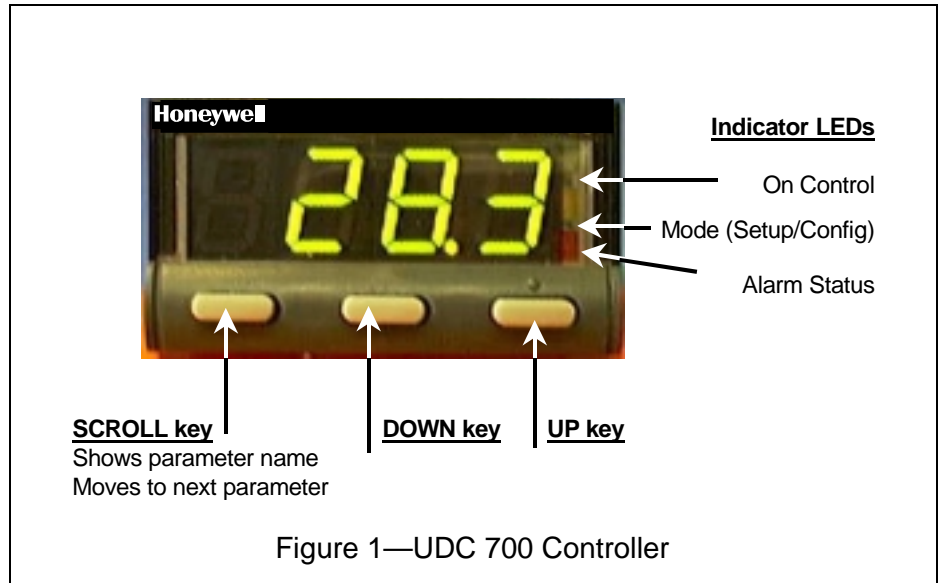 Honeywell
28.3
Indicator LEDs
On Control
Mode (Setup/Config)
Alarm Status
SCROLL key
Shows parameter name
Moves to next parameter
DOWN key
UP key
Figure 1—UDC 700 Controller